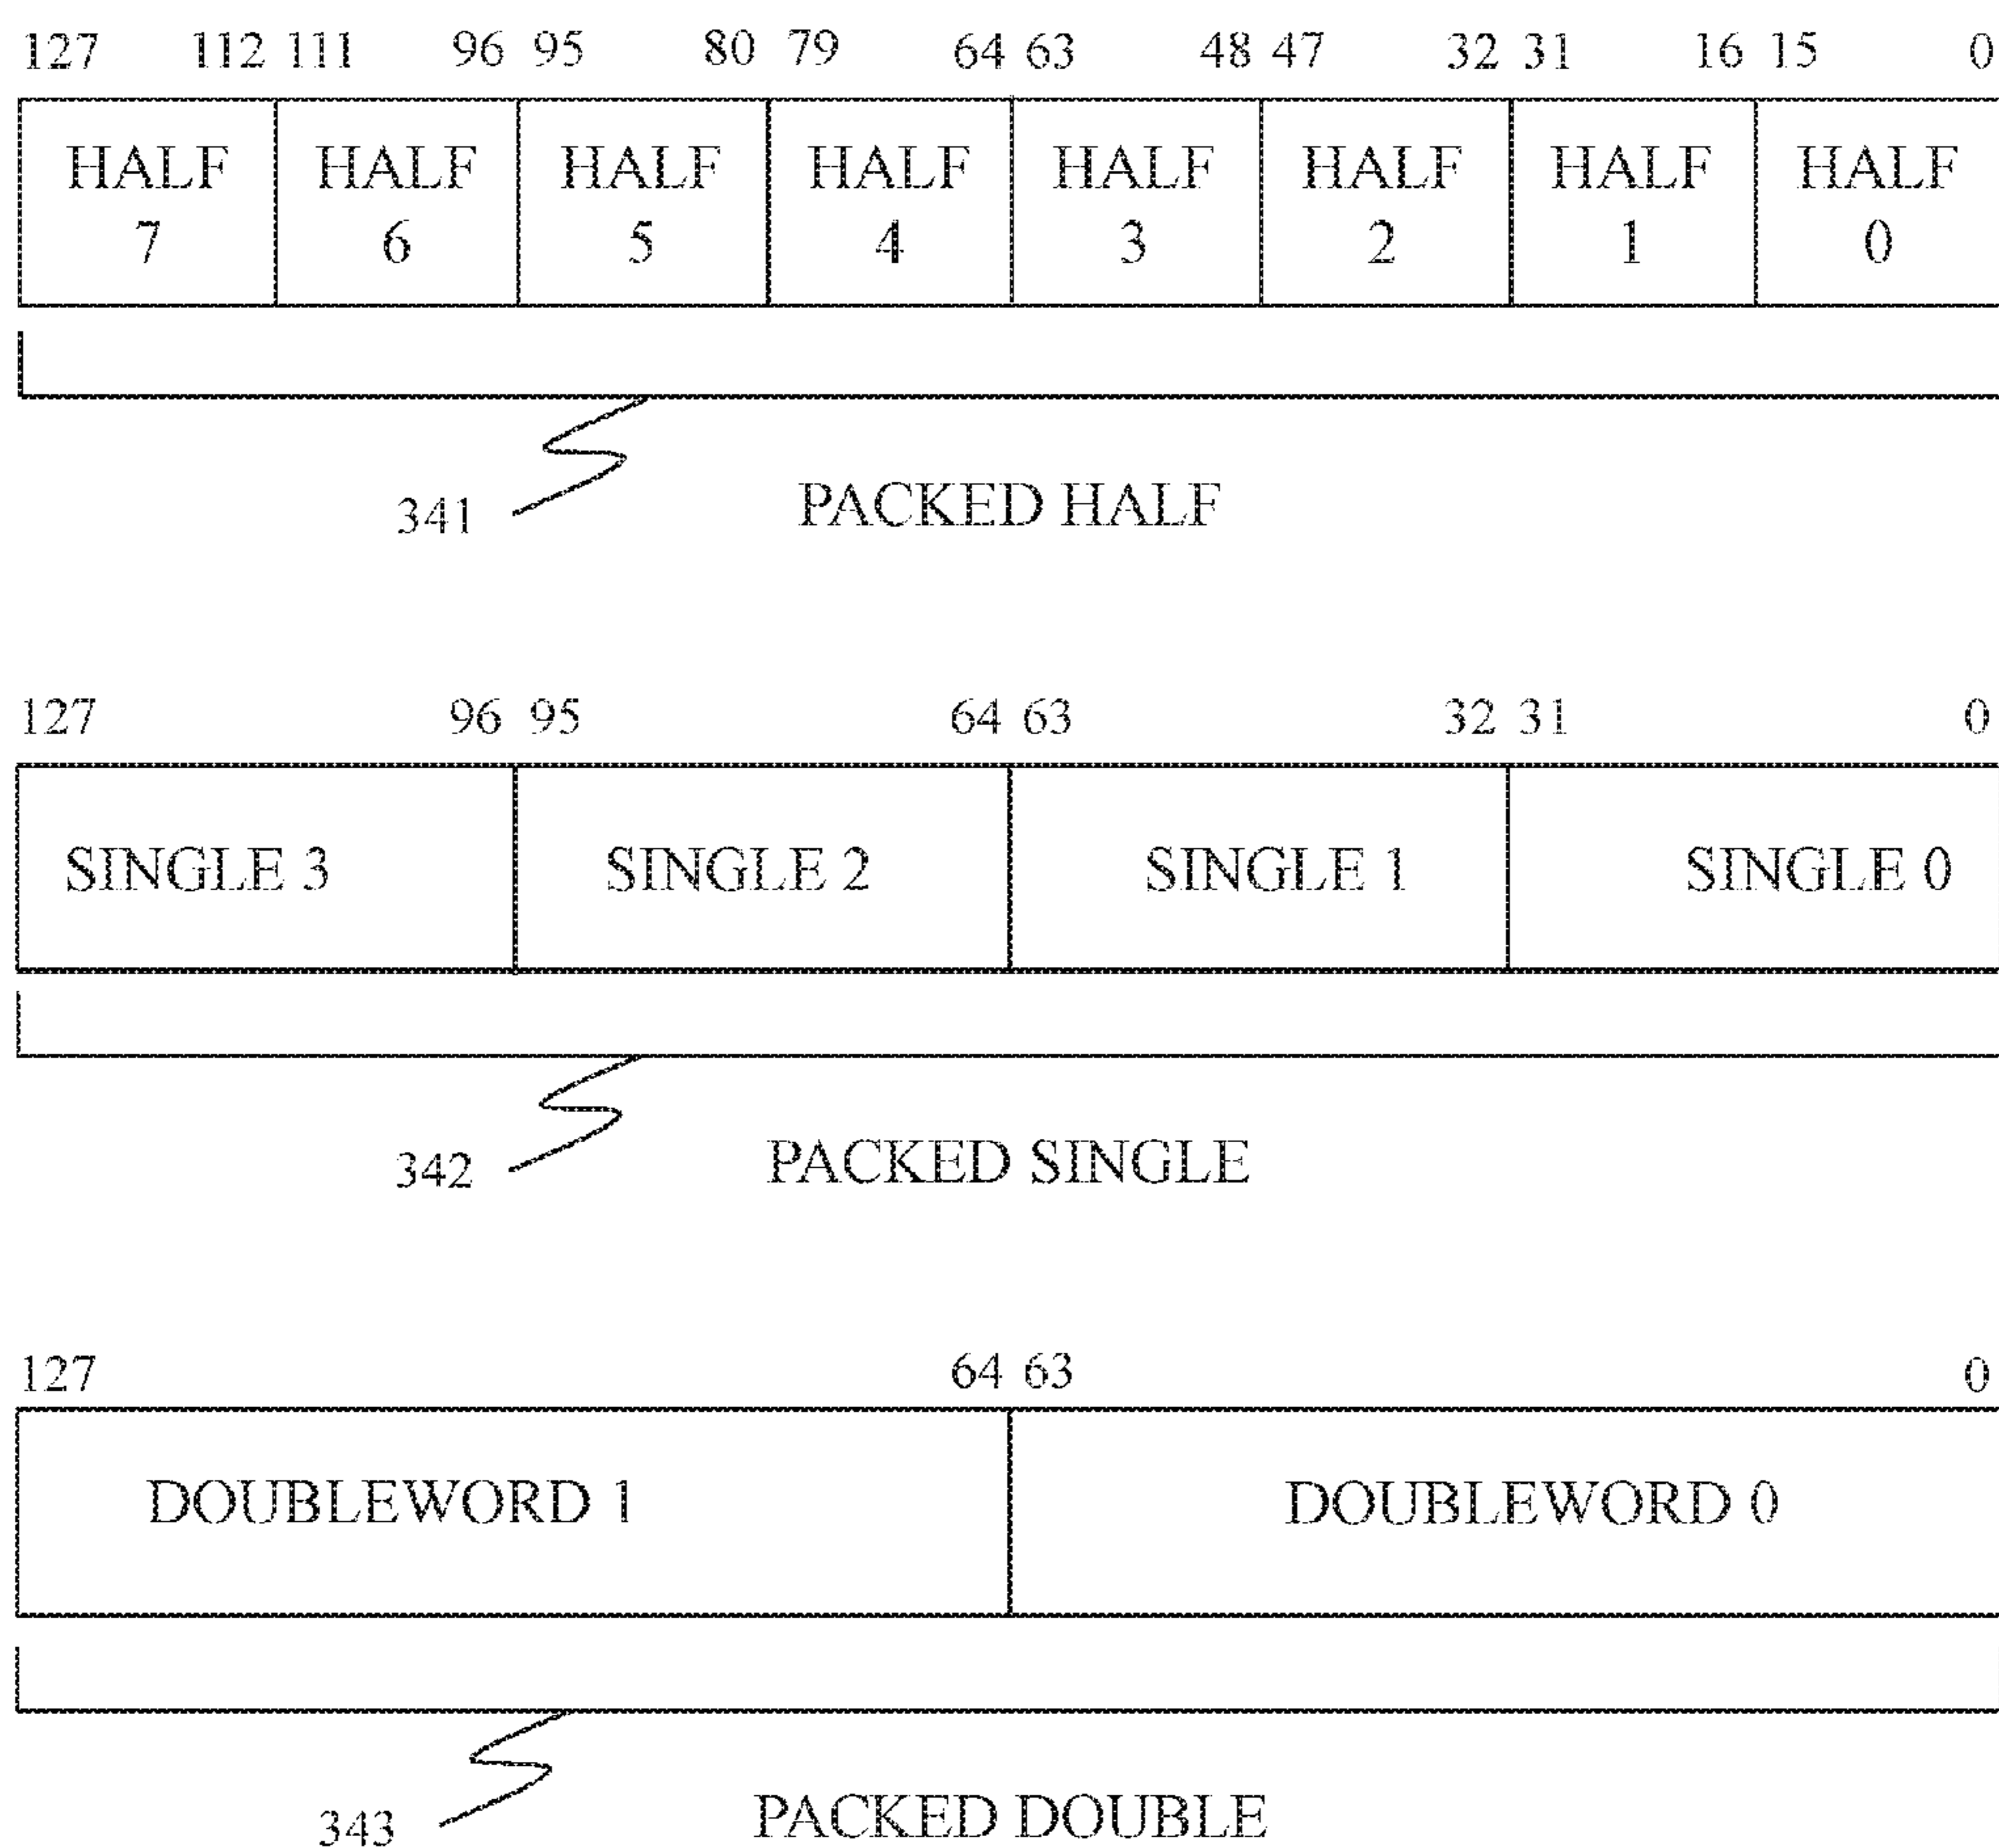 127 112 111 96 95 80 79 64 63 48 47 32 31 16 15 0
HALF HALF HALF HALF HALF HALF HALF HALF
7 6 5 4 3 2 1 0
341 PACKED HALF
127 96 95 64 63 32 31 0
SINGLE 3 SINGLE 2 SINGLE 1 SINGLE 0
342 PACKED SINGLE
127 64 63 0
DOUBLEWORD 1 DOUBLEWORD 0
343 PACKED DOUBLE